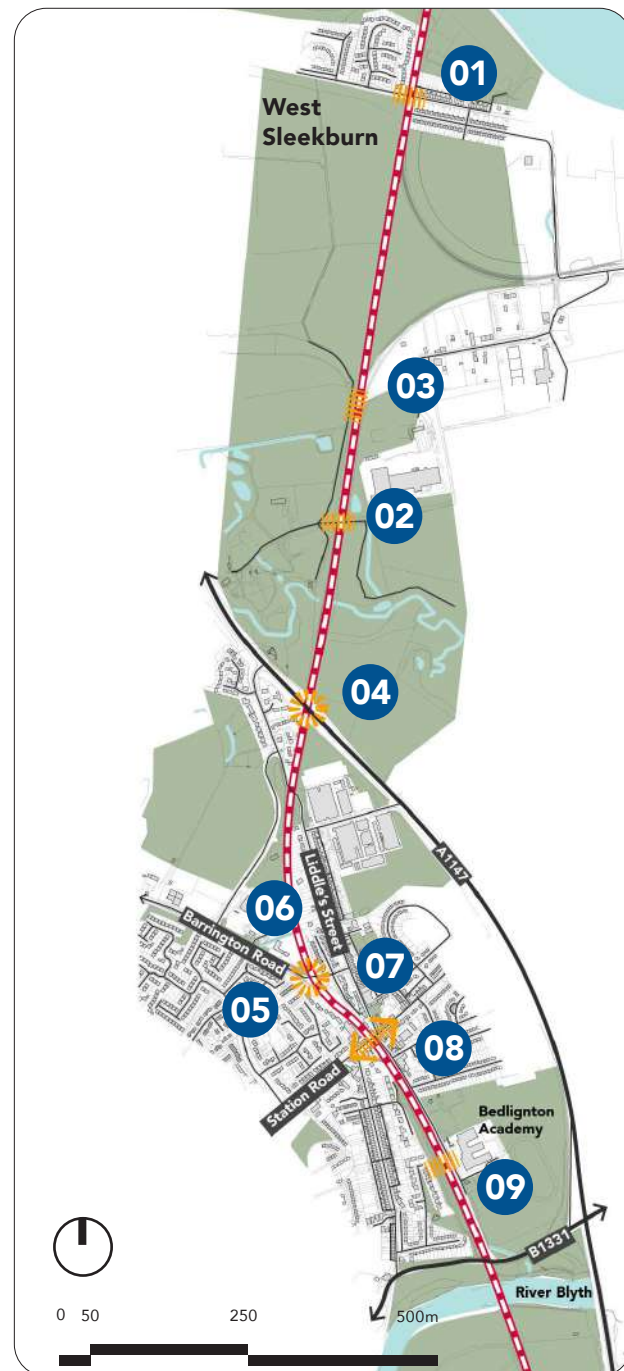 01
West
Sleekburn
03
02
04
A1147
Liddle's Street
06
Barrington Road
07
05
08
Station Road
Bedlignton
Academy
09
B1331
River Blyth
0 50 250 500m